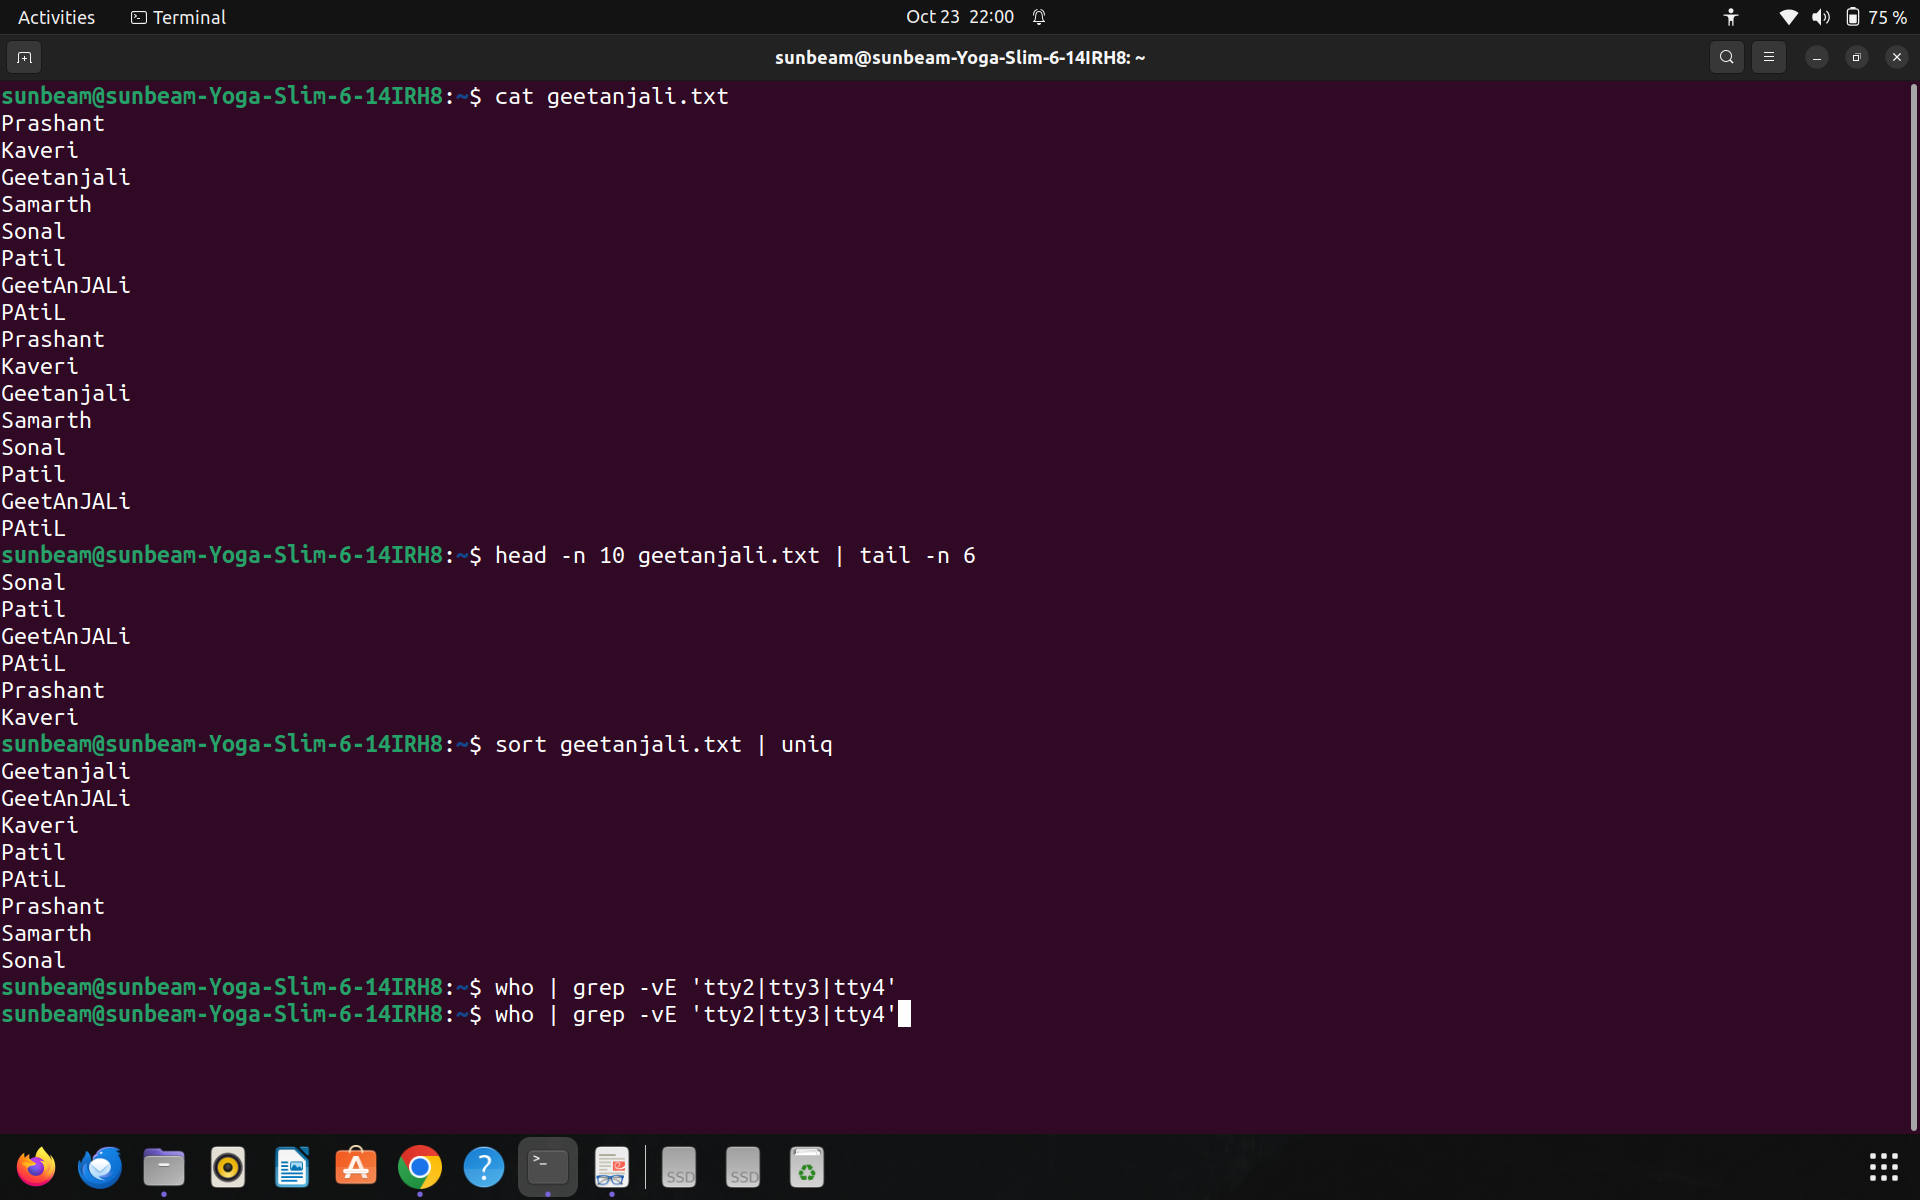 Activities Terminal Oct 23 22:00 75 %
sunbeam@sunbeam-Yoga-Slim-6-14IRH8: ~
sunbeam@sunbeam-Yoga-Slim-6-14IRH8:~$ cat geetanjali.txt
Prashant
Kaveri
Geetanjali
Samarth
Sonal
Patil
GeetAnJALi
PAtiL
Prashant
Kaveri
Geetanjali
Samarth
Sonal
Patil
GeetAnJALi
PAtiL
sunbeam@sunbeam-Yoga-Slim-6-14IRH8:~$ head -n 10 geetanjali.txt | tail -n 6
Sonal
Patil
GeetAnJALi
PAtiL
Prashant
Kaveri
sunbeam@sunbeam-Yoga-Slim-6-14IRH8:~$ sort geetanjali.txt | uniq
Geetanjali
GeetAnJALi
Kaveri
Patil
PAtiL
Prashant
Samarth
Sonal
sunbeam@sunbeam-Yoga-Slim-6-14IRH8:~$ who | grep -vE 'tty2|tty3|tty4'
sunbeam@sunbeam-Yoga-Slim-6-14IRH8:~$ who | grep -vE 'tty2|tty3|tty4'
SSD SSD